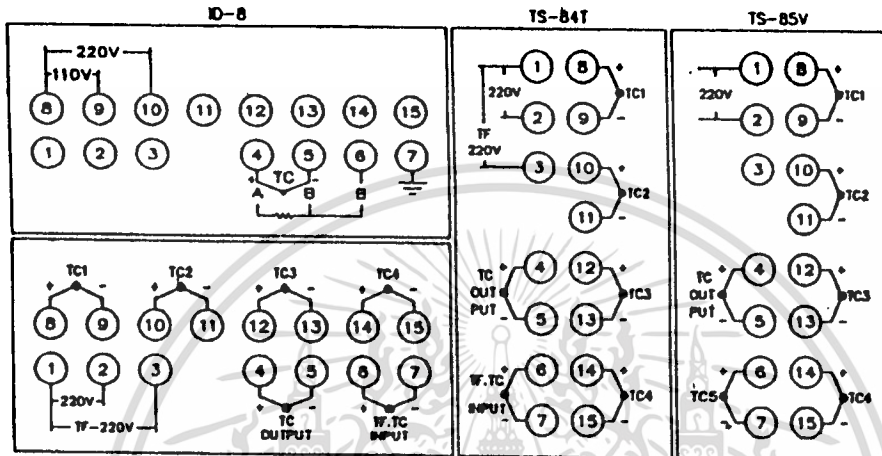 ID-8
220V
110V
8 9 10 11 12 13 14 15
1 2 3 4 5 6 7
+ TC -
A B B
+ TC1 - + TC2 - + TC3 - + TC4 -
8 9 10 11 12 13 14 15
1 2 3 4 5 6 7
220V + - + -
TF-220V TC OUTPUT TF.TC INPUT
TS-84T
1 8 +
220V TC1
2 9 -
TF 220V
3 10 +
TC2
11 -
+ 4 12 +
TC OUT PUT TC3
- 5 13 -
+ 6 14 +
TF.TC INPUT TC4
- 7 15 -
TS-85V
1 8 +
220V TC1
2 9 -
3 10 +
TC2
11 -
+ 4 12 +
TC OUT PUT TC3
- 5 13 -
+ 6 14 +
TC5 TC4
- 7 15 -